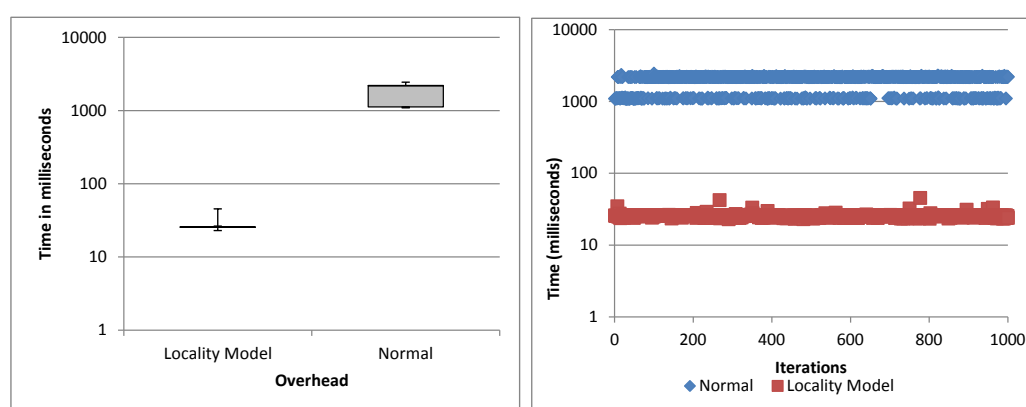 10000
1000
100
10
1
Time in milliseconds
Locality Model Normal
Overhead
10000
1000
100
10
1
Time (milliseconds)
0 200 400 600 800 1000
Iterations
Normal Locality Model